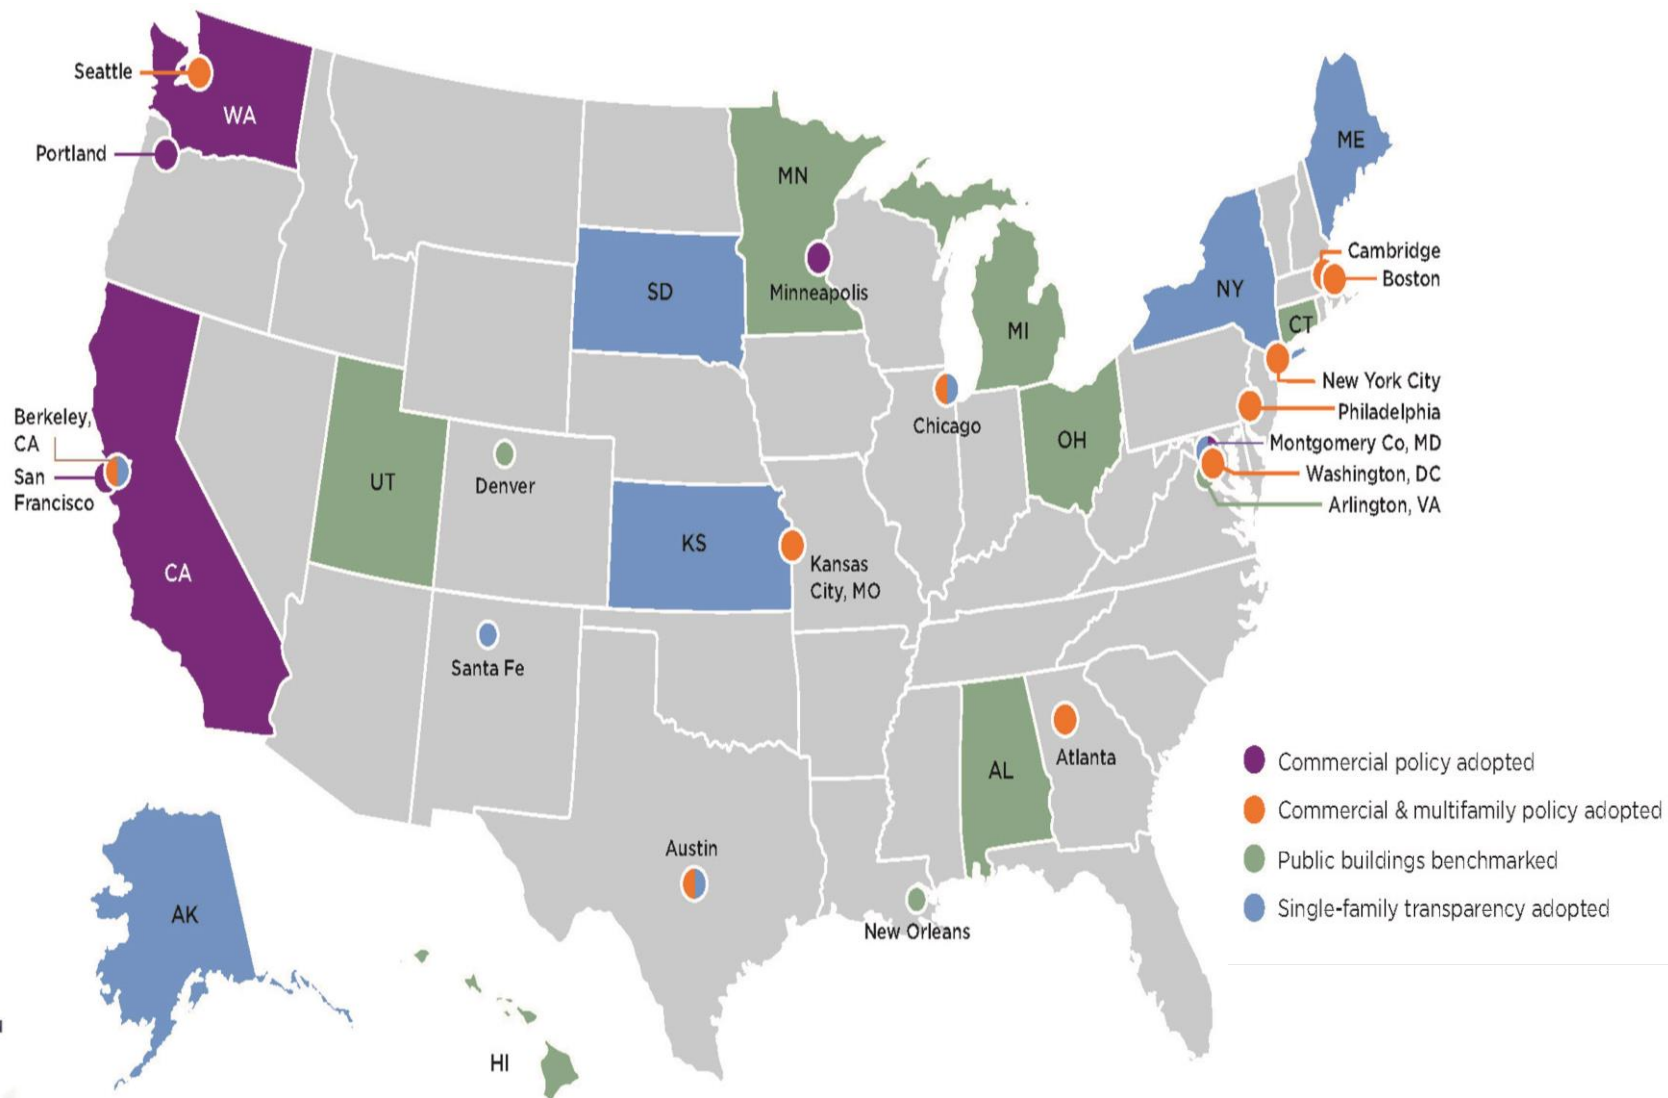 Seattle
WA
Portland
MN
ME
Cambridge
Boston
SD
Minneapolis
NY
MI
CT
New York City
Philadelphia
Montgomery Co, MD
Washington, DC
Arlington, VA
Berkeley,
CA
San
Francisco
Chicago
OH
UT
Denver
KS
Kansas
City, MO
CA
Santa Fe
Atlanta
AL
Austin
New Orleans
AK
HI
Commercial policy adopted
Commercial & multifamily policy adopted
Public buildings benchmarked
Single-family transparency adopted